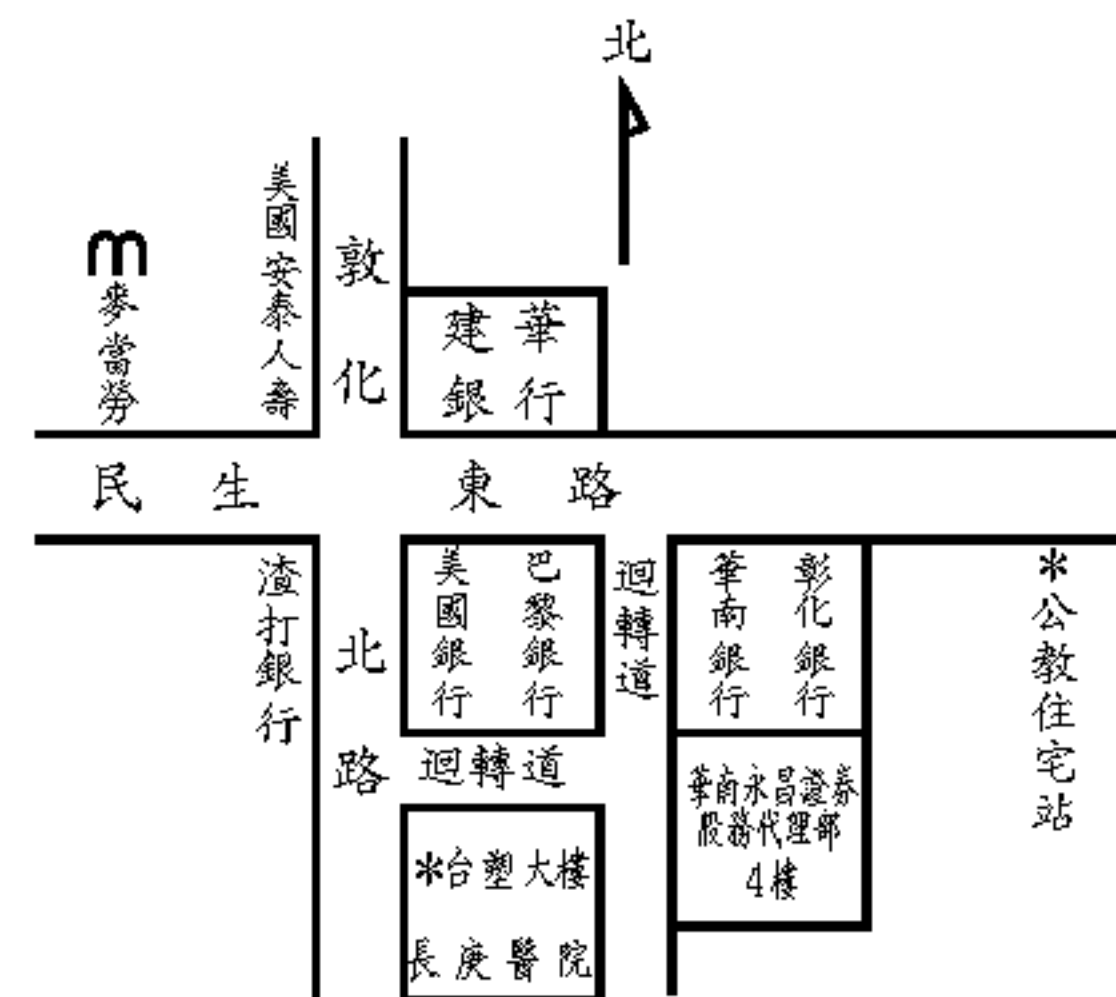 北
美國安泰人壽
麥當勞
敦化
建華
銀行
民生東路
渣打銀行
北路
美國銀行
巴黎銀行
迴轉道
華南銀行
彰化銀行
*公教住宅站
迴轉道
華南永昌證券
股務代理部
4樓
*台塑大樓
長庚醫院